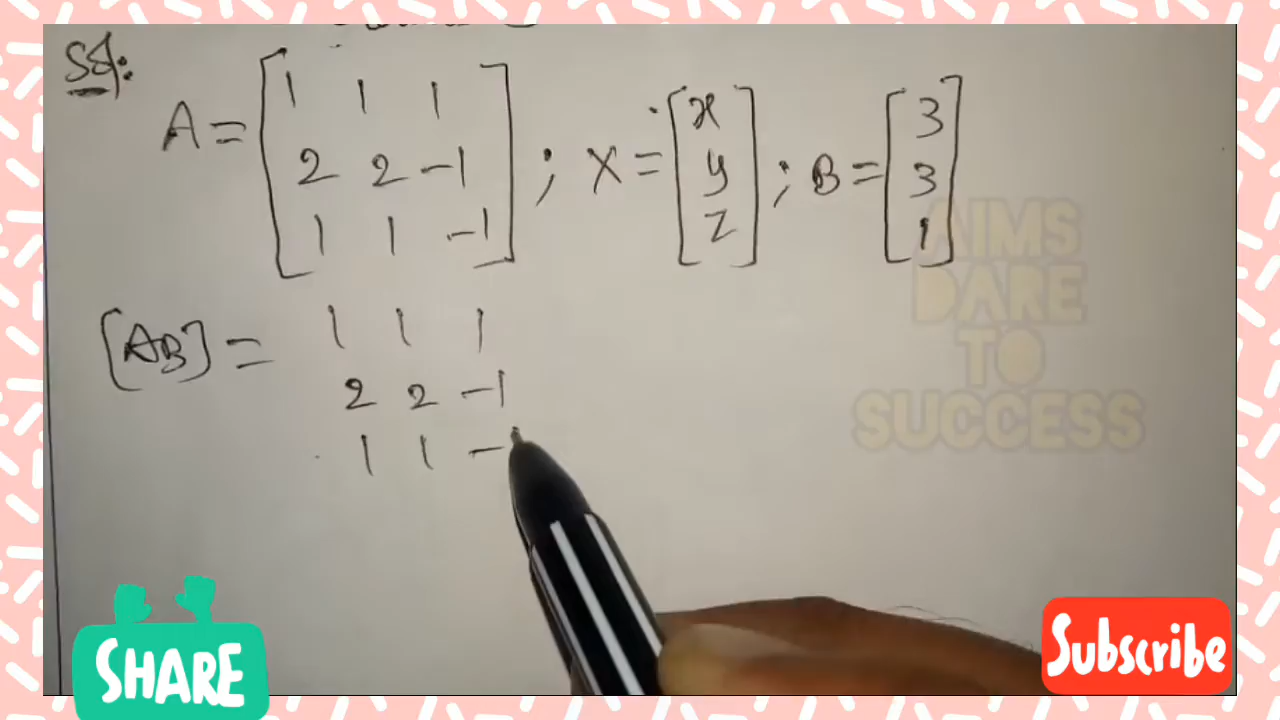 Sol:
A = [ 1 1 1 ; X = [ x ; B = [ 3
2 2 -1 y 3
1 1 -1 ] z ] 1 ]
[AB] = 1 1 1
2 2 -1
1 1 -
AIMS
DARE
TO
SUCCESS
SHARE
Subscribe